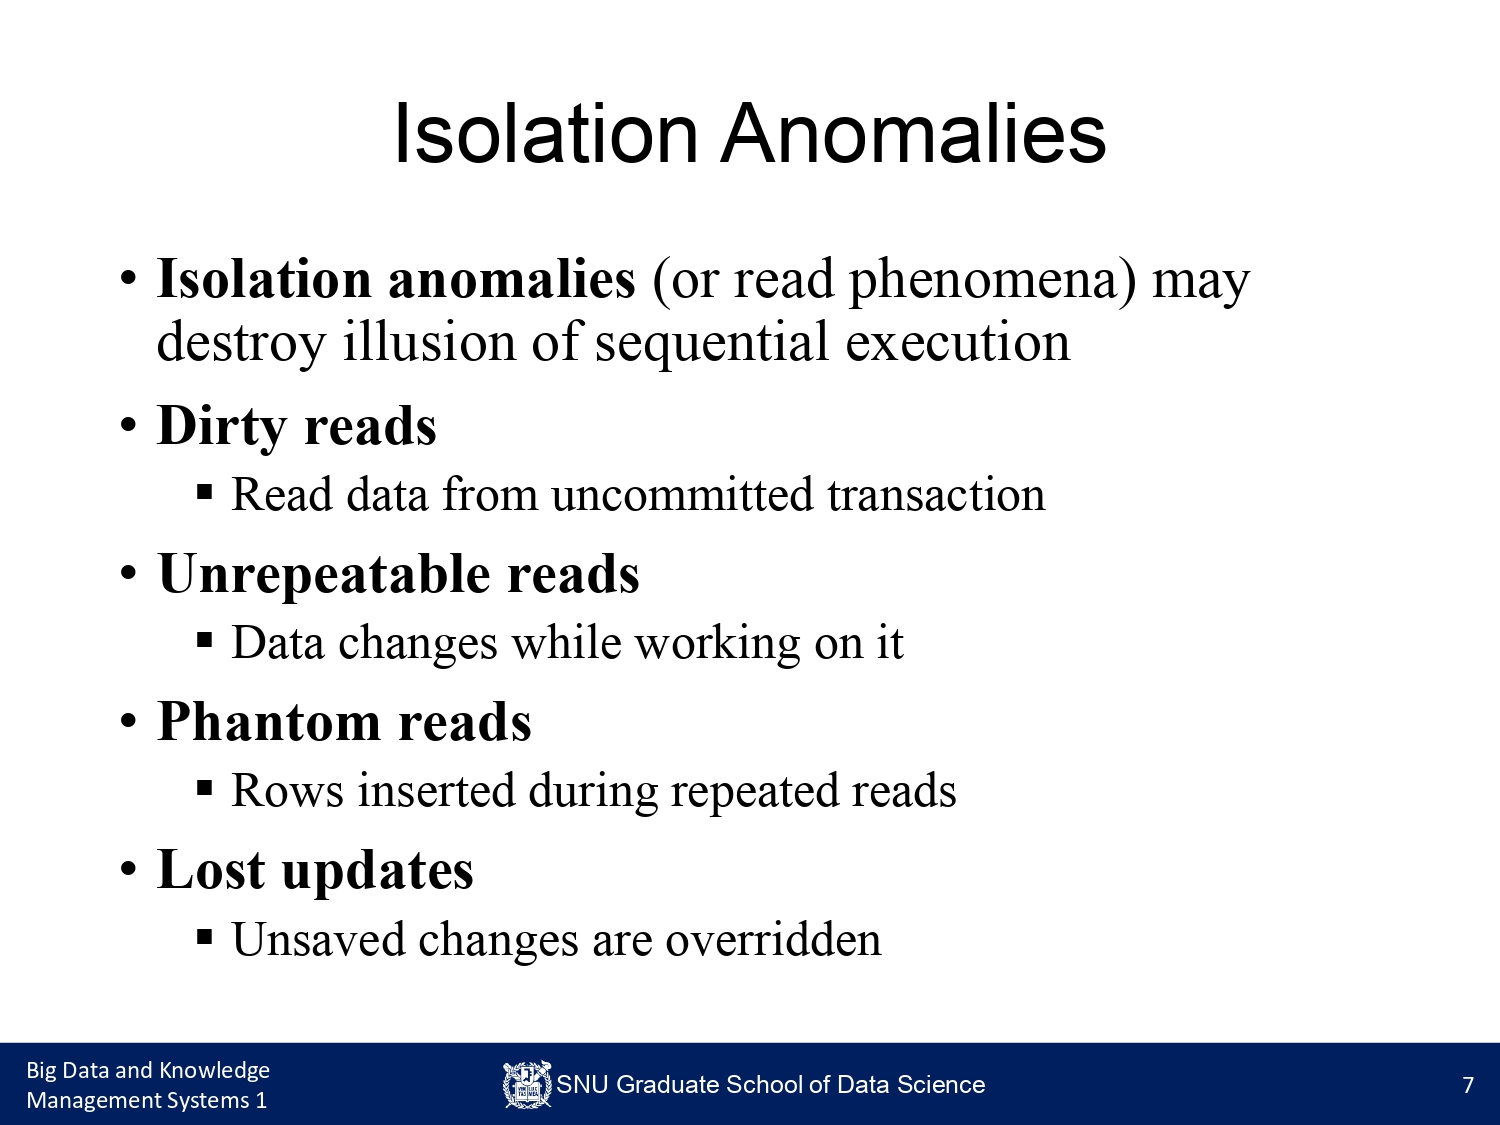 Isolation Anomalies
• Isolation anomalies (or read phenomena) may
destroy illusion of sequential execution
• Dirty reads
▪ Read data from uncommitted transaction
• Unrepeatable reads
▪ Data changes while working on it
• Phantom reads
▪ Rows inserted during repeated reads
• Lost updates
▪ Unsaved changes are overridden
Big Data and Knowledge
Management Systems 1
SNU Graduate School of Data Science
7